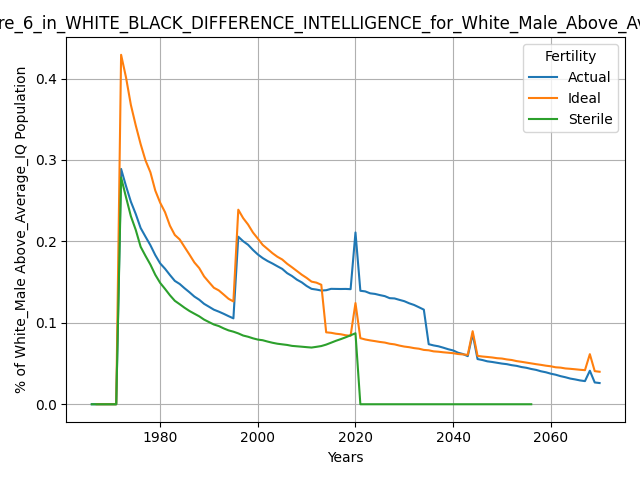 re_6_in_WHITE_BLACK_DIFFERENCE_INTELLIGENCE_for_White_Male_Above_Av
% of White_Male Above_Average_IQ Population
0.4
0.3
0.2
0.1
0.0
Fertility
Actual
Ideal
Sterile
1980 2000 2020 2040 2060
Years